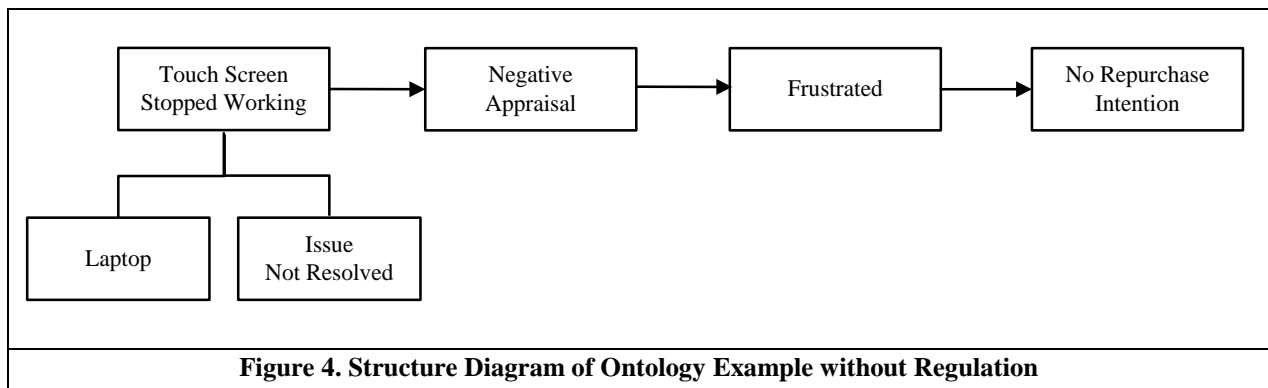 Touch Screen
Stopped Working
Negative
Appraisal
Frustrated
No Repurchase
Intention
Laptop
Issue
Not Resolved
Figure 4. Structure Diagram of Ontology Example without Regulation